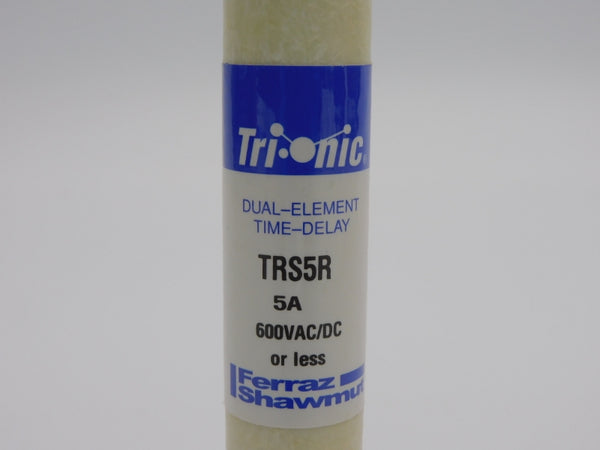 Tri-onic®
DUAL-ELEMENT
TIME-DELAY
TRS5R
5A
600VAC/DC
or less
Ferraz
Shawmut